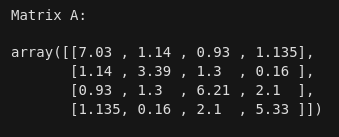 Matrix A:
array([[7.03 , 1.14 , 0.93 , 1.135],
[1.14 , 3.39 , 1.3  , 0.16 ],
[0.93 , 1.3  , 6.21 , 2.1  ],
[1.135, 0.16 , 2.1  , 5.33 ]])